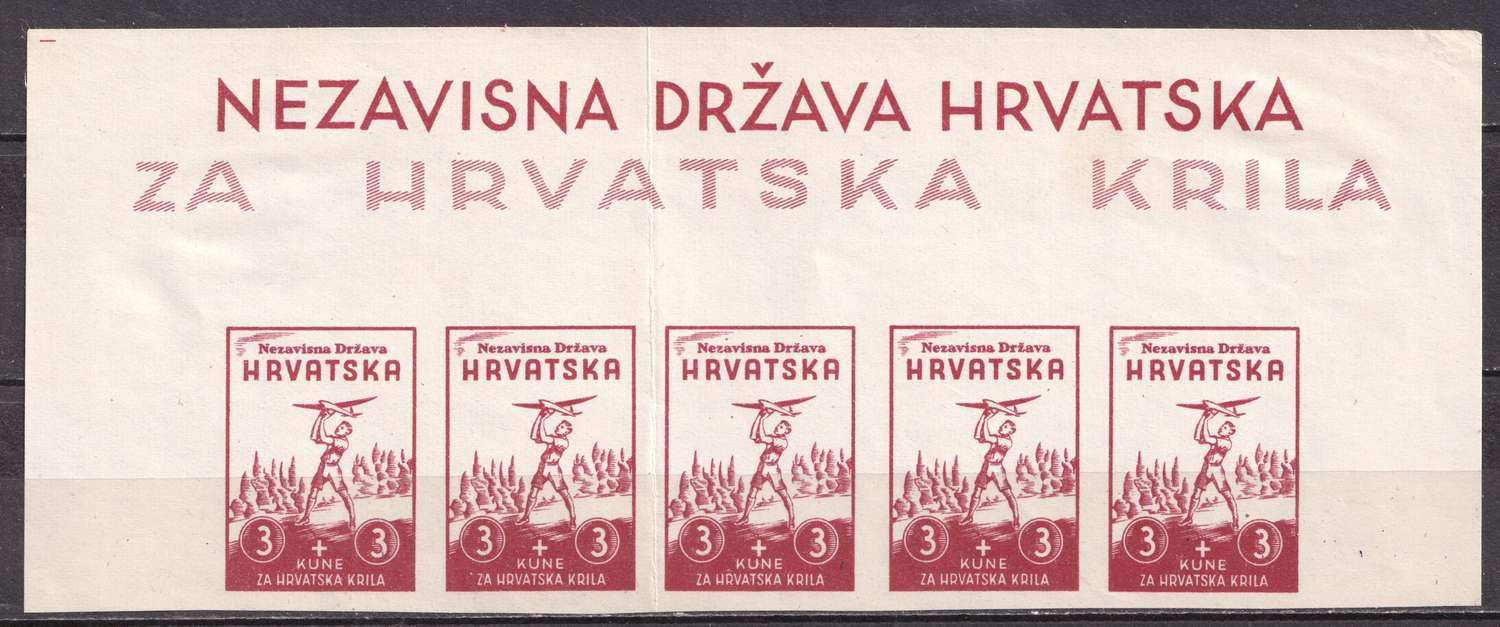 NEZAVISNA DRŽAVA HRVATSKA
ZA HRVATSKA KRILA
Nezavisna Država
HRVATSKA
3 + 3
KUNE
ZA HRVATSKA KRILA
Nezavisna Država
HRVATSKA
3 + 3
KUNE
ZA HRVATSKA KRILA
Nezavisna Država
HRVATSKA
3 + 3
KUNE
ZA HRVATSKA KRILA
Nezavisna Država
HRVATSKA
3 + 3
KUNE
ZA HRVATSKA KRILA
Nezavisna Država
HRVATSKA
3 + 3
KUNE
ZA HRVATSKA KRILA